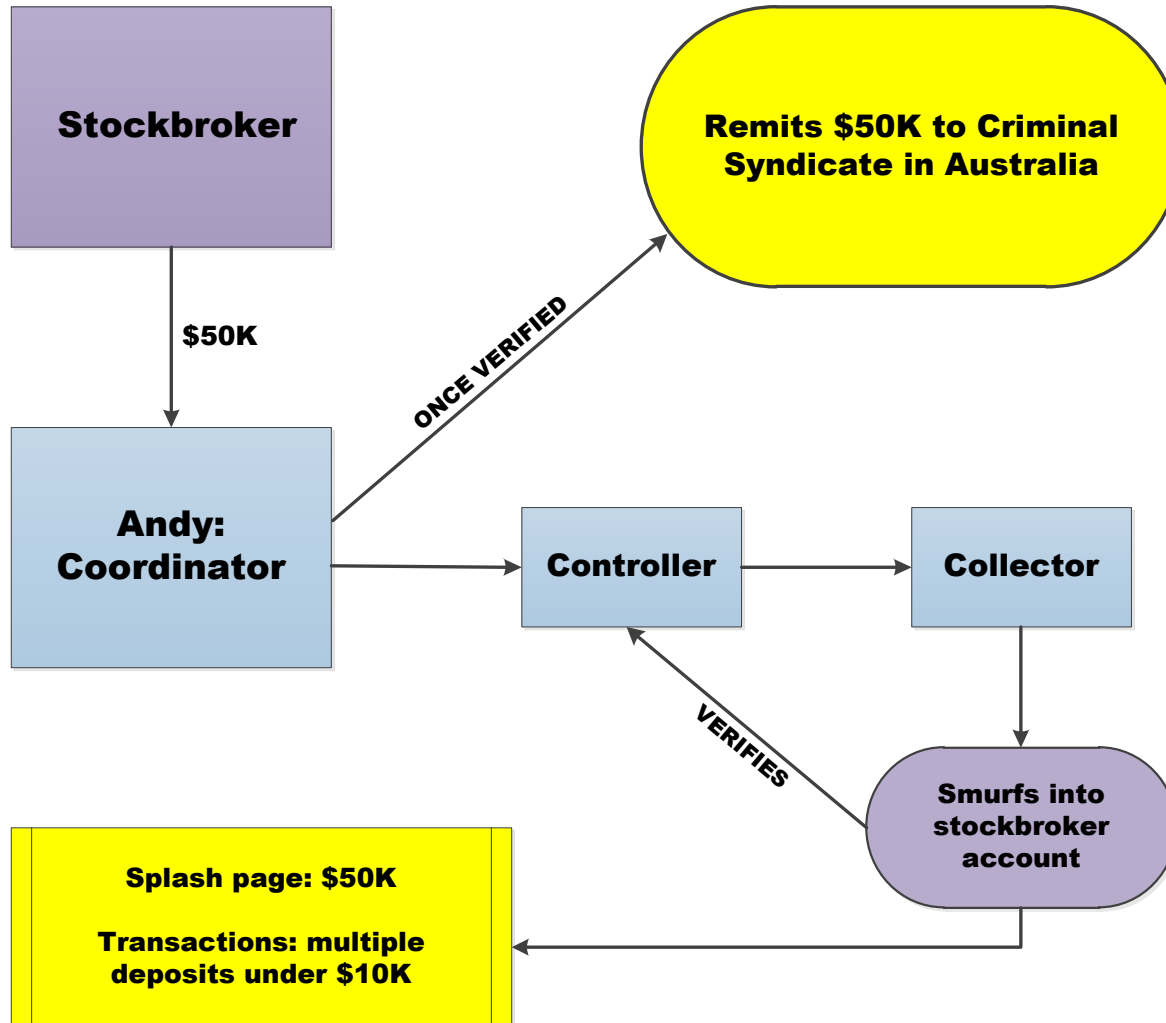 Stockbroker
Remits $50K to Criminal
Syndicate in Australia
$50K
ONCE VERIFIED
Andy:
Coordinator
Controller
Collector
VERIFIES
Smurfs into
stockbroker
account
Splash page: $50K
Transactions: multiple
deposits under $10K